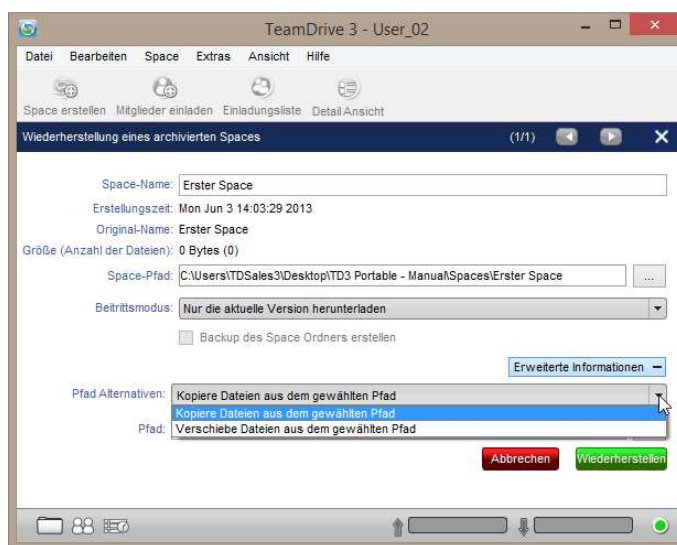 TeamDrive 3 - User_02
Datei Bearbeiten Space Extras Ansicht Hilfe
Space erstellen Mitglieder einladen Einladungsliste Detail Ansicht
Wiederherstellung eines archivierten Spaces (1/1)
Space-Name: Erster Space
Erstellungszeit: Mon Jun 3 14:03:29 2013
Original-Name: Erster Space
Größe (Anzahl der Dateien): 0 Bytes (0)
Space-Pfad: C:\Users\TDSales3\Desktop\TD3 Portable - Manual\Spaces\Erster Space ...
Beitrittsmodus: Nur die aktuelle Version herunterladen
Backup des Space Ordners erstellen
Erweiterte Informationen −
Pfad Alternativen: Kopiere Dateien aus dem gewählten Pfad
Kopiere Dateien aus dem gewählten Pfad
Pfad: Verschiebe Dateien aus dem gewählten Pfad
Abbrechen Wiederherstellen